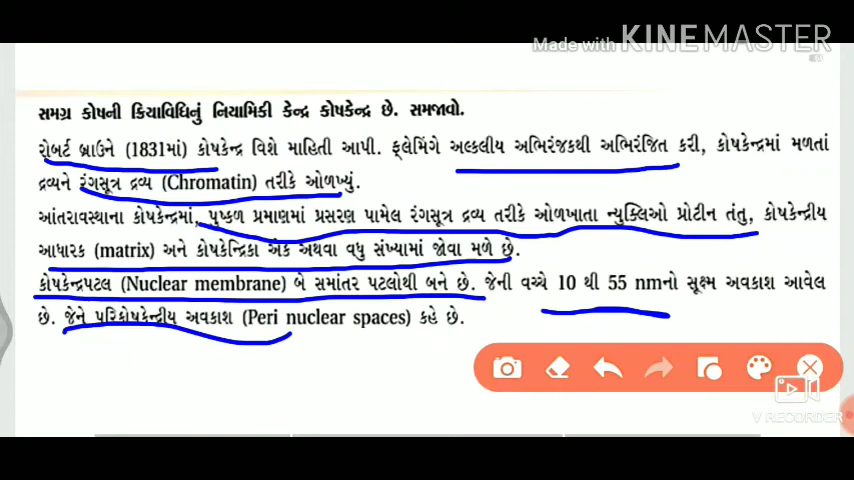 Made with KINEMASTER
સમગ્ર કોષની ક્રિયાવિધિનું નિયામિકી કેન્દ્ર કોષકેન્દ્ર છે. સમજાવો.
રોબર્ટ બ્રાઉને (1831માં) કોષકેન્દ્ર વિશે માહિતી આપી. ફ્લેમિંગે અલ્કલીય અભિરંજકથી અભિરંજિત કરી, કોષકેન્દ્રમાં મળતાં
દ્રવ્યને રંગસૂત્ર દ્રવ્ય (Chromatin) તરીકે ઓળખ્યું.
આંતરાવસ્થાના કોષકેન્દ્રમાં, પુષ્કળ પ્રમાણમાં પ્રસરણ પામેલ રંગસૂત્ર દ્રવ્ય તરીકે ઓળખાતા ન્યુક્લિઓ પ્રોટીન તંતુ, કોષકેન્દ્રીય
આધારક (matrix) અને કોષકેન્દ્રિકા એક અથવા વધુ સંખ્યામાં જોવા મળે છે.
કોષકેન્દ્રપટલ (Nuclear membrane) બે સમાંતર પટલોથી બને છે. જેની વચ્ચે 10 થી 55 nmનો સૂક્ષ્મ અવકાશ આવેલ
છે. જેને પરિકોષકેન્દ્રીય અવકાશ (Peri nuclear spaces) કહે છે.
V RECORDER